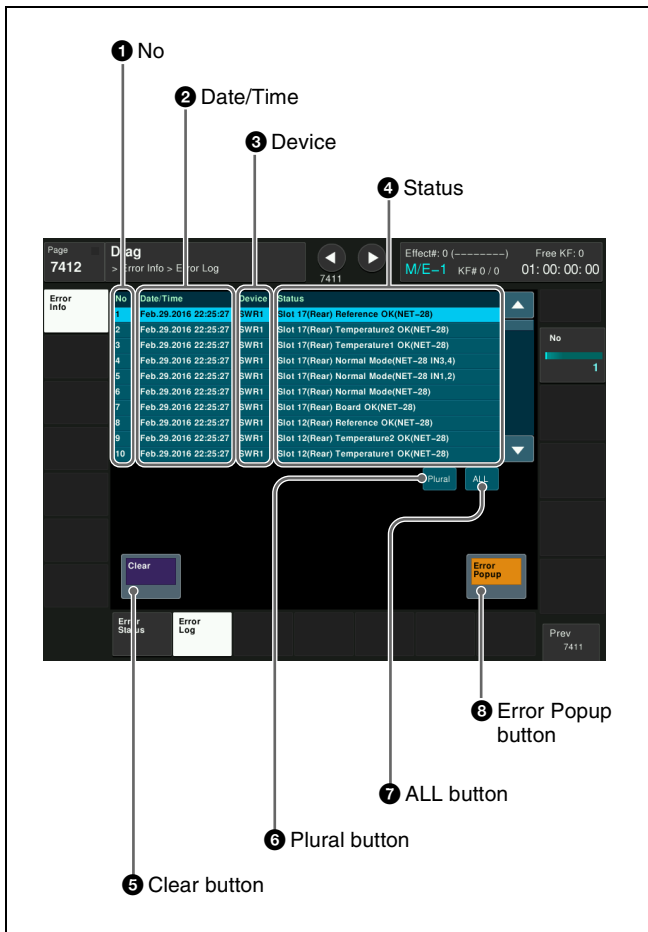 ❶ No
❷ Date/Time
❸ Device
❹ Status
Page
7412
Diag
> Error Info > Error Log
7411
Effect#: 0 (−−−−−−−−) Free KF: 0
M/E−1 KF# 0 / 0 01: 00: 00: 00
Error
Info
No Date/Time Device Status
1 Feb.29.2016 22:25:27 SWR1 Slot 17(Rear) Reference OK(NET−28)
2 Feb.29.2016 22:25:27 SWR1 Slot 17(Rear) Temperature2 OK(NET−28)
3 Feb.29.2016 22:25:27 SWR1 Slot 17(Rear) Temperature1 OK(NET−28)
4 Feb.29.2016 22:25:27 SWR1 Slot 17(Rear) Normal Mode(NET−28 IN3,4)
5 Feb.29.2016 22:25:27 SWR1 Slot 17(Rear) Normal Mode(NET−28 IN1,2)
6 Feb.29.2016 22:25:27 SWR1 Slot 17(Rear) Normal Mode(NET−28)
7 Feb.29.2016 22:25:27 SWR1 Slot 17(Rear) Board OK(NET−28)
8 Feb.29.2016 22:25:27 SWR1 Slot 12(Rear) Reference OK(NET−28)
9 Feb.29.2016 22:25:27 SWR1 Slot 12(Rear) Temperature2 OK(NET−28)
10 Feb.29.2016 22:25:27 SWR1 Slot 12(Rear) Temperature1 OK(NET−28)
No
1
Plural ALL
Clear
Error
Popup
Error
Status
Error
Log
Prev
7411
❽ Error Popup
button
❼ ALL button
❻ Plural button
❺ Clear button